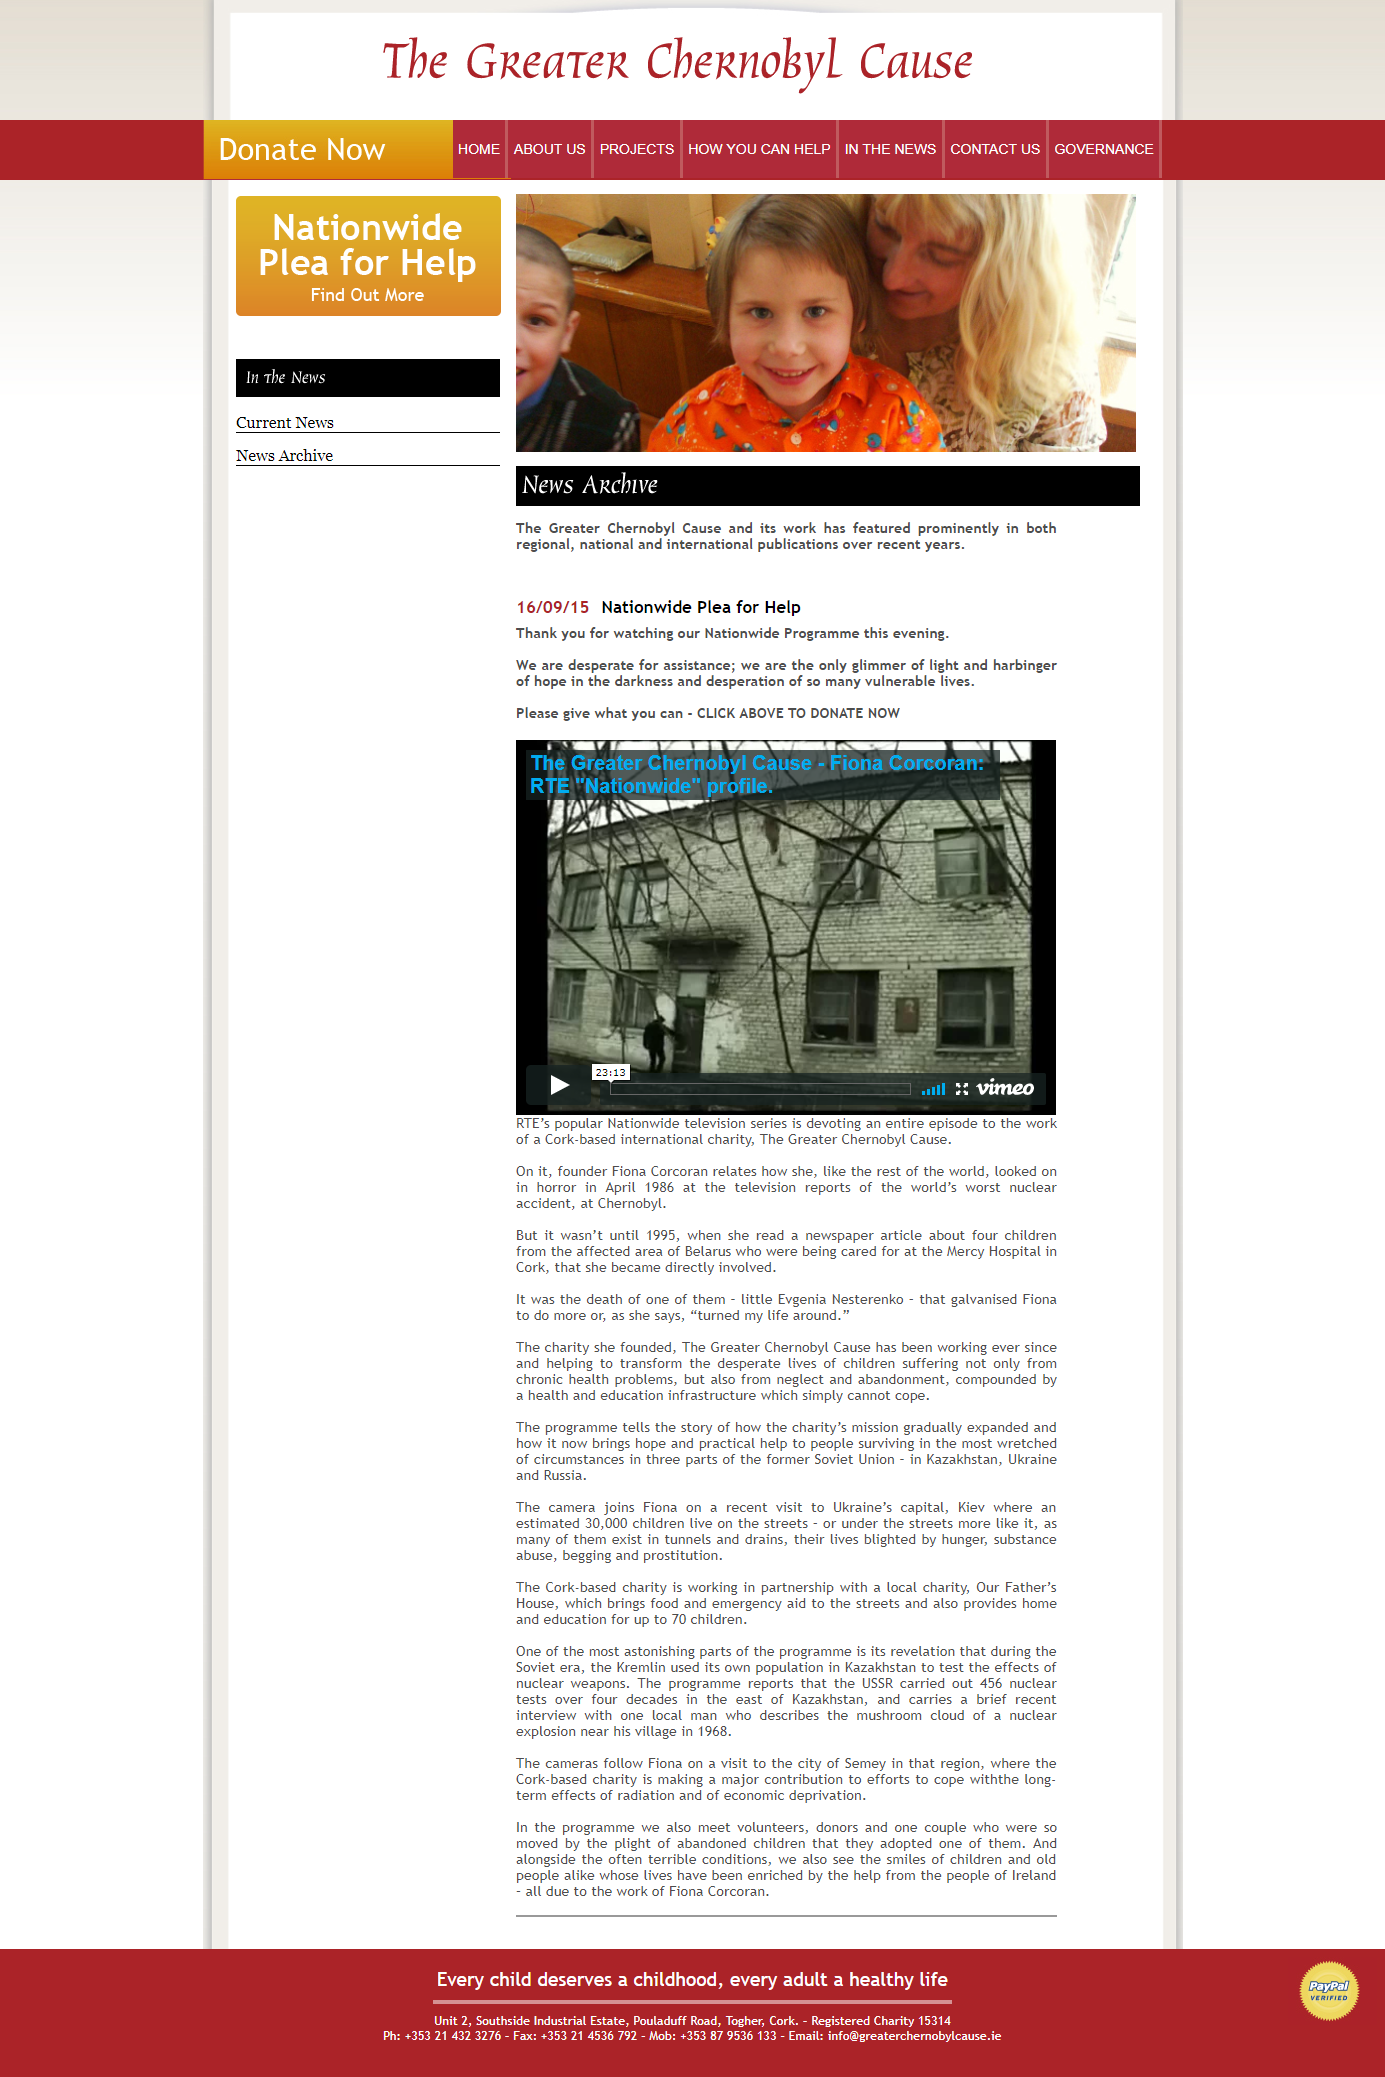 The Greater Chernobyl Cause
Donate Now
HOME
ABOUT US
PROJECTS
HOW YOU CAN HELP
IN THE NEWS
CONTACT US
GOVERNANCE
Nationwide
Plea for Help
Find Out More
In the News
Current News
News Archive
News Archive
The Greater Chernobyl Cause and its work has featured prominently in both
regional, national and international publications over recent years.
16/09/15 Nationwide Plea for Help
Thank you for watching our Nationwide Programme this evening.
We are desperate for assistance; we are the only glimmer of light and harbinger
of hope in the darkness and desperation of so many vulnerable lives.
Please give what you can - CLICK ABOVE TO DONATE NOW
The Greater Chernobyl Cause - Fiona Corcoran:
RTE "Nationwide" profile.
23:13
vimeo
RTE’s popular Nationwide television series is devoting an entire episode to the work
of a Cork-based international charity, The Greater Chernobyl Cause.
On it, founder Fiona Corcoran relates how she, like the rest of the world, looked on
in horror in April 1986 at the television reports of the world’s worst nuclear
accident, at Chernobyl.
But it wasn’t until 1995, when she read a newspaper article about four children
from the affected area of Belarus who were being cared for at the Mercy Hospital in
Cork, that she became directly involved.
It was the death of one of them – little Evgenia Nesterenko – that galvanised Fiona
to do more or, as she says, “turned my life around.”
The charity she founded, The Greater Chernobyl Cause has been working ever since
and helping to transform the desperate lives of children suffering not only from
chronic health problems, but also from neglect and abandonment, compounded by
a health and education infrastructure which simply cannot cope.
The programme tells the story of how the charity’s mission gradually expanded and
how it now brings hope and practical help to people surviving in the most wretched
of circumstances in three parts of the former Soviet Union – in Kazakhstan, Ukraine
and Russia.
The camera joins Fiona on a recent visit to Ukraine’s capital, Kiev where an
estimated 30,000 children live on the streets – or under the streets more like it, as
many of them exist in tunnels and drains, their lives blighted by hunger, substance
abuse, begging and prostitution.
The Cork-based charity is working in partnership with a local charity, Our Father’s
House, which brings food and emergency aid to the streets and also provides home
and education for up to 70 children.
One of the most astonishing parts of the programme is its revelation that during the
Soviet era, the Kremlin used its own population in Kazakhstan to test the effects of
nuclear weapons. The programme reports that the USSR carried out 456 nuclear
tests over four decades in the east of Kazakhstan, and carries a brief recent
interview with one local man who describes the mushroom cloud of a nuclear
explosion near his village in 1968.
The cameras follow Fiona on a visit to the city of Semey in that region, where the
Cork-based charity is making a major contribution to efforts to cope withthe long-
term effects of radiation and of economic deprivation.
In the programme we also meet volunteers, donors and one couple who were so
moved by the plight of abandoned children that they adopted one of them. And
alongside the often terrible conditions, we also see the smiles of children and old
people alike whose lives have been enriched by the help from the people of Ireland
– all due to the work of Fiona Corcoran.
Every child deserves a childhood, every adult a healthy life
PayPal
VERIFIED
Unit 2, Southside Industrial Estate, Pouladuff Road, Togher, Cork. – Registered Charity 15314
Ph: +353 21 432 3276 – Fax: +353 21 4536 792 – Mob: +353 87 9536 133 – Email: info@greaterchernobylcause.ie